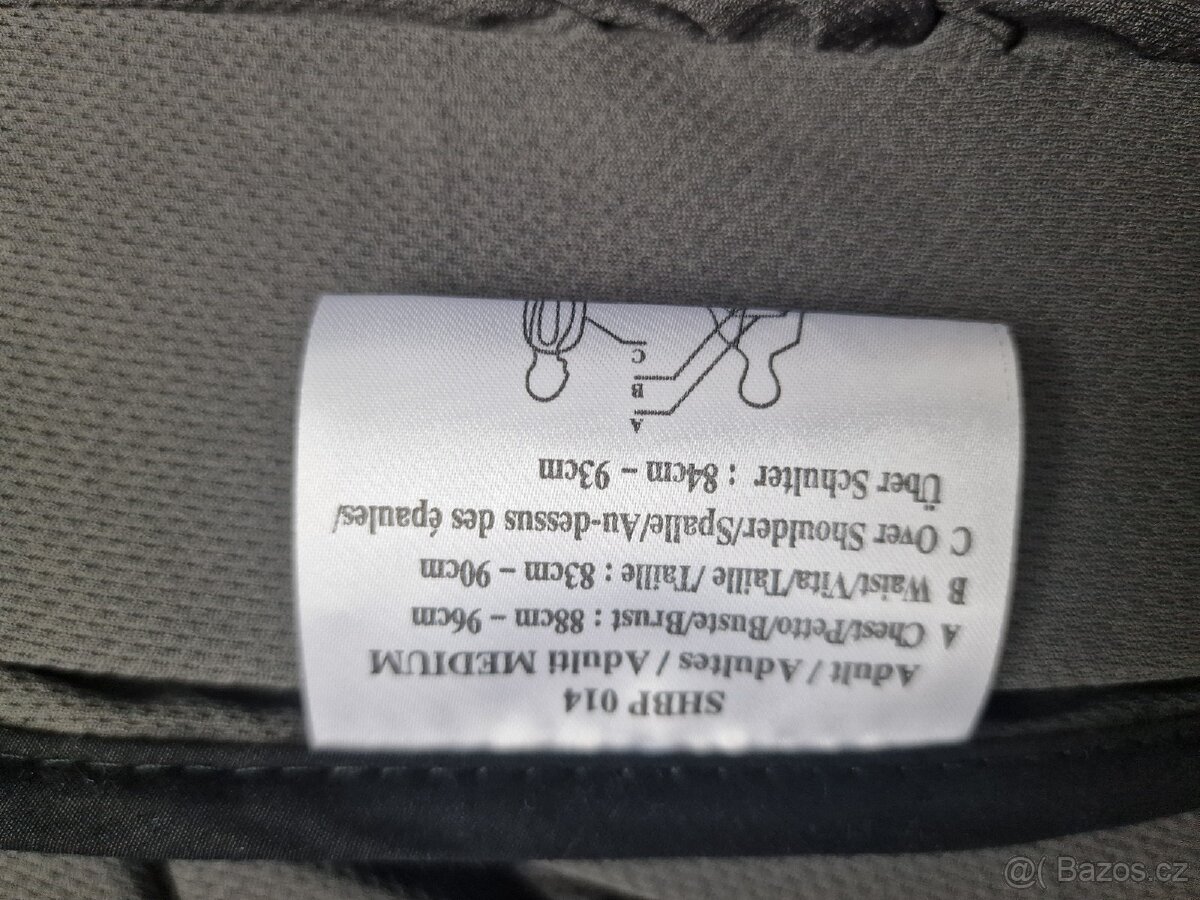 SHBP 014
Adult / Adultes / Adulti MEDIUM
A Chest/Petto/Buste/Brust : 88cm – 96cm
B Waist/Vita/Taille/Taille : 83cm – 90cm
C Over Shoulder/Spalle/Au-dessus des épaules/
Über Schulter : 84cm – 93cm
A
B
C
@( Bazos.cz